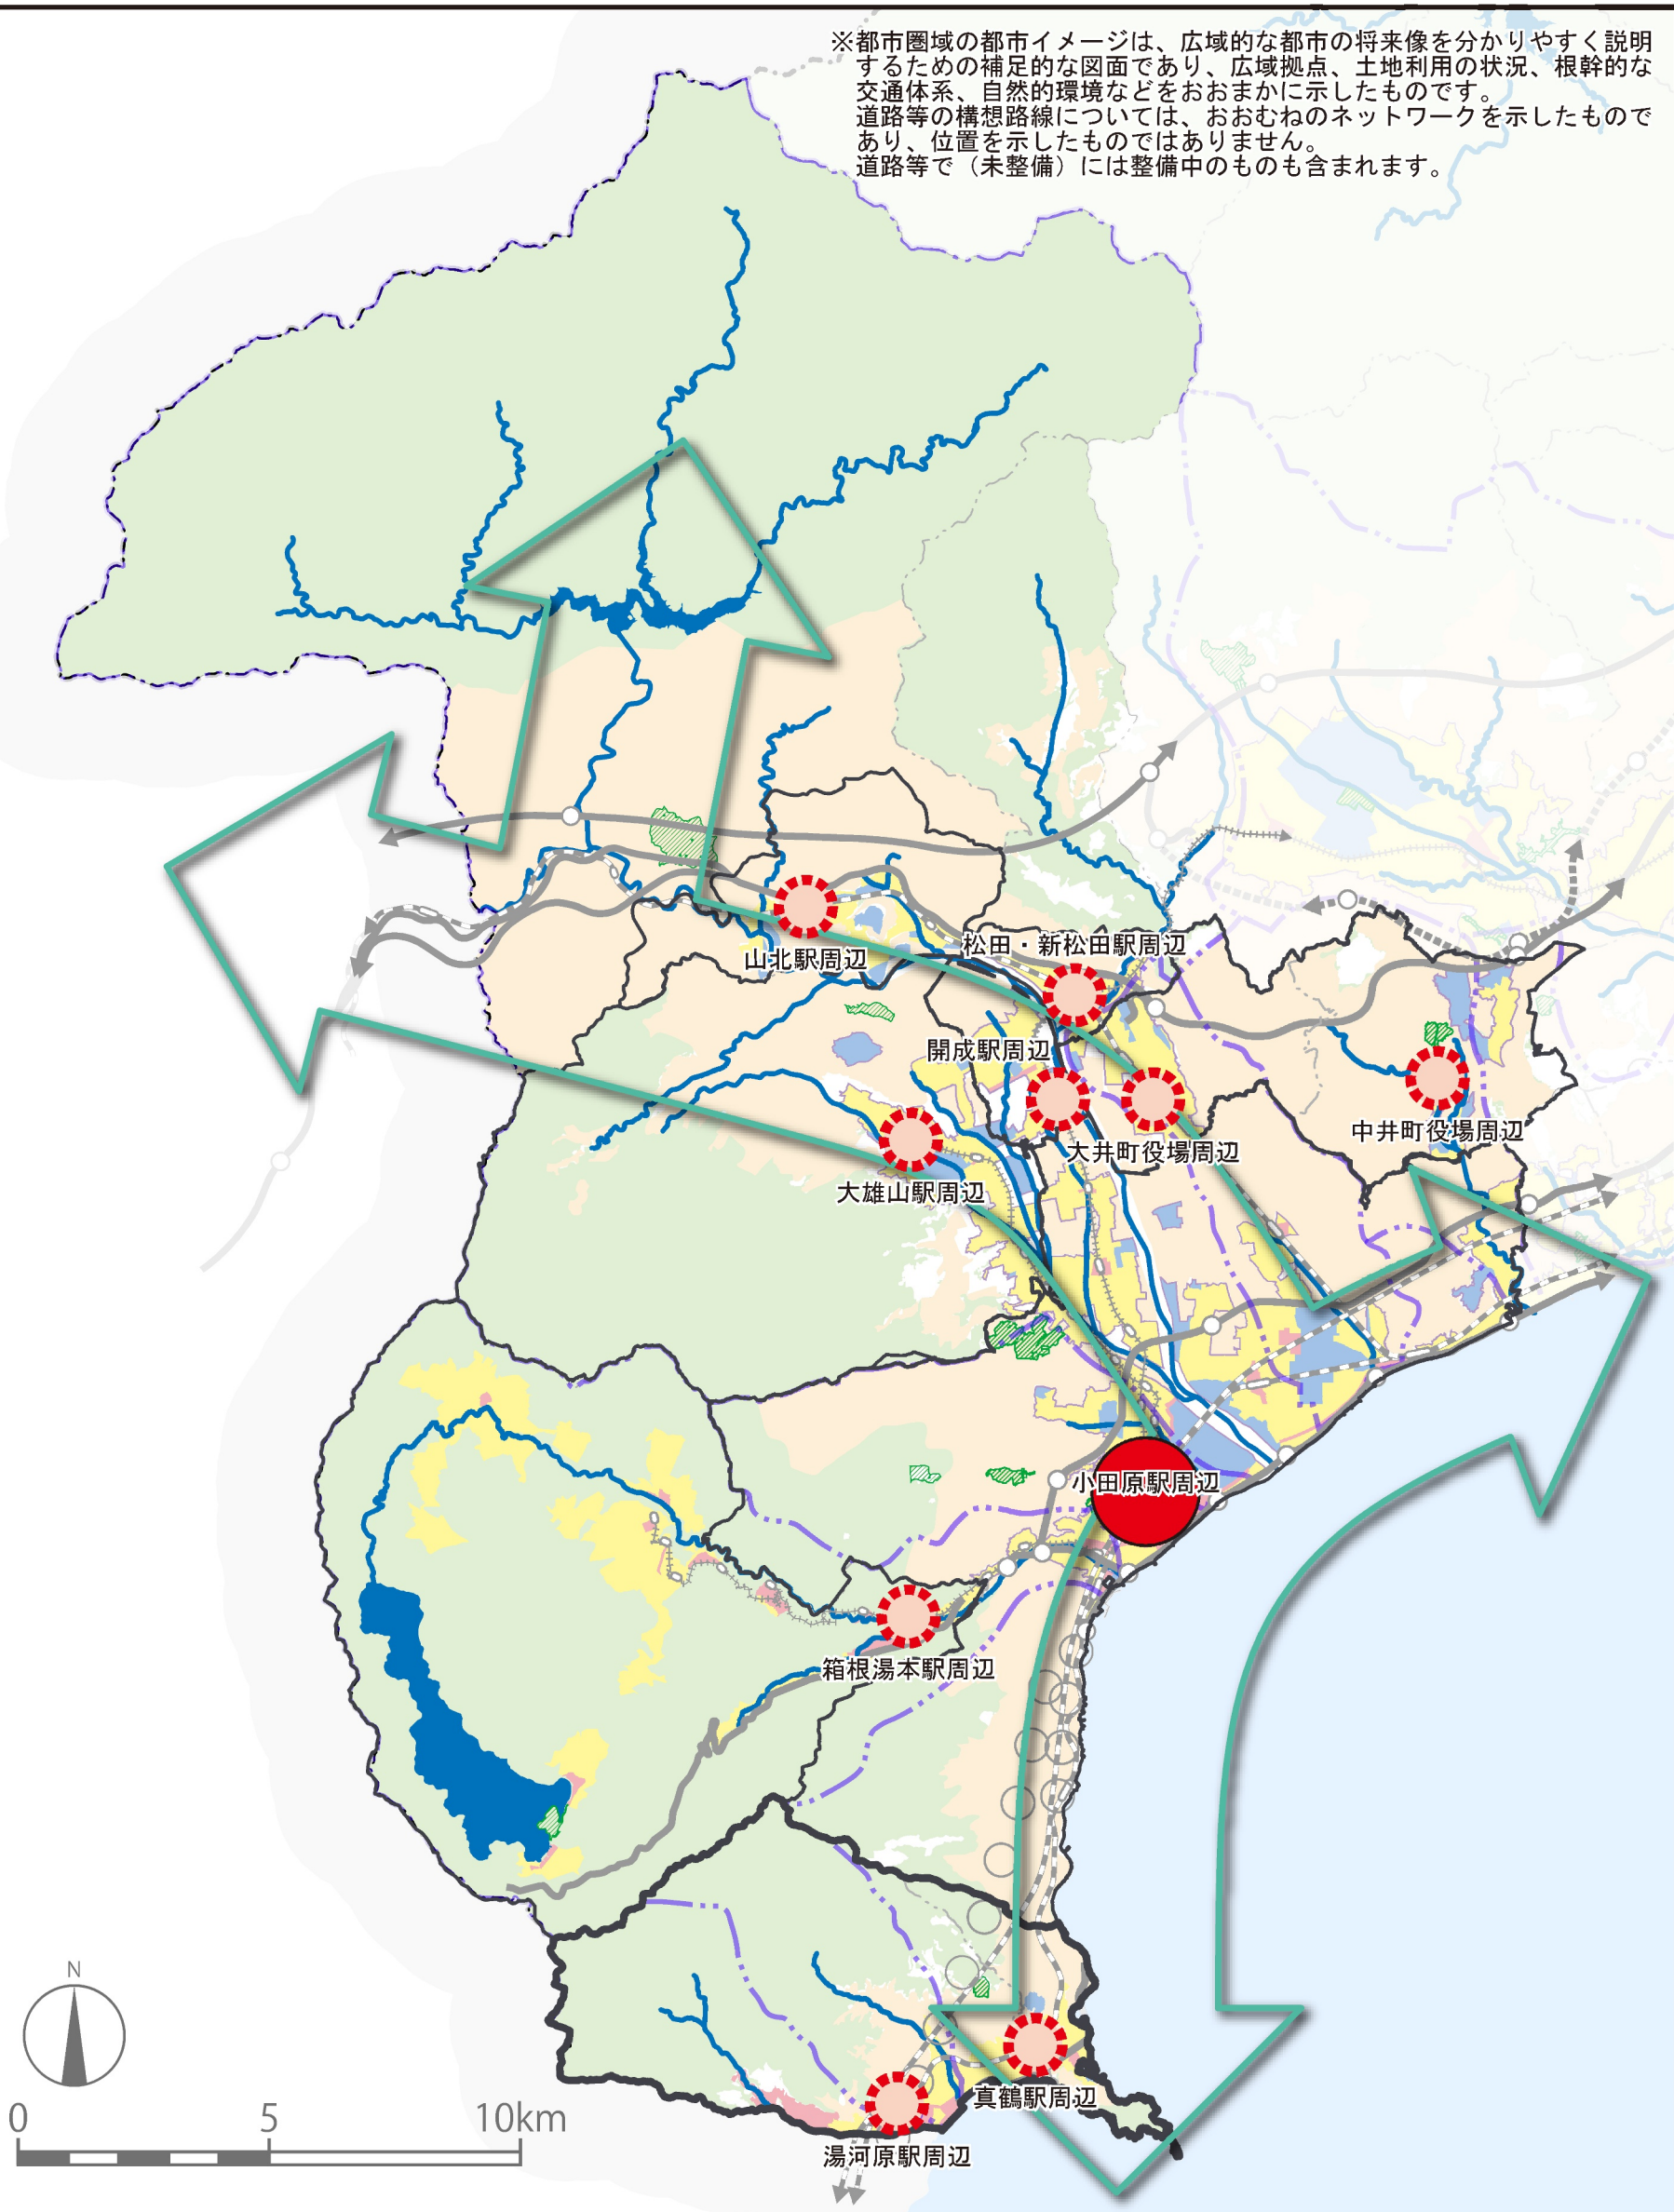 ※都市圏域の都市イメージは、広域的な都市の将来像を分かりやすく説明
するための補足的な図面であり、広域拠点、土地利用の状況、根幹的な
交通体系、自然的環境などをおおまかに示したものです。
道路等の構想路線については、おおむねのネットワークを示したもので
あり、位置を示したものではありません。
道路等で（未整備）には整備中のものも含まれます。
山北駅周辺
松田・新松田駅周辺
開成駅周辺
中井町役場周辺
大井町役場周辺
大雄山駅周辺
小田原駅周辺
箱根湯本駅周辺
真鶴駅周辺
湯河原駅周辺
N
0 5 10km